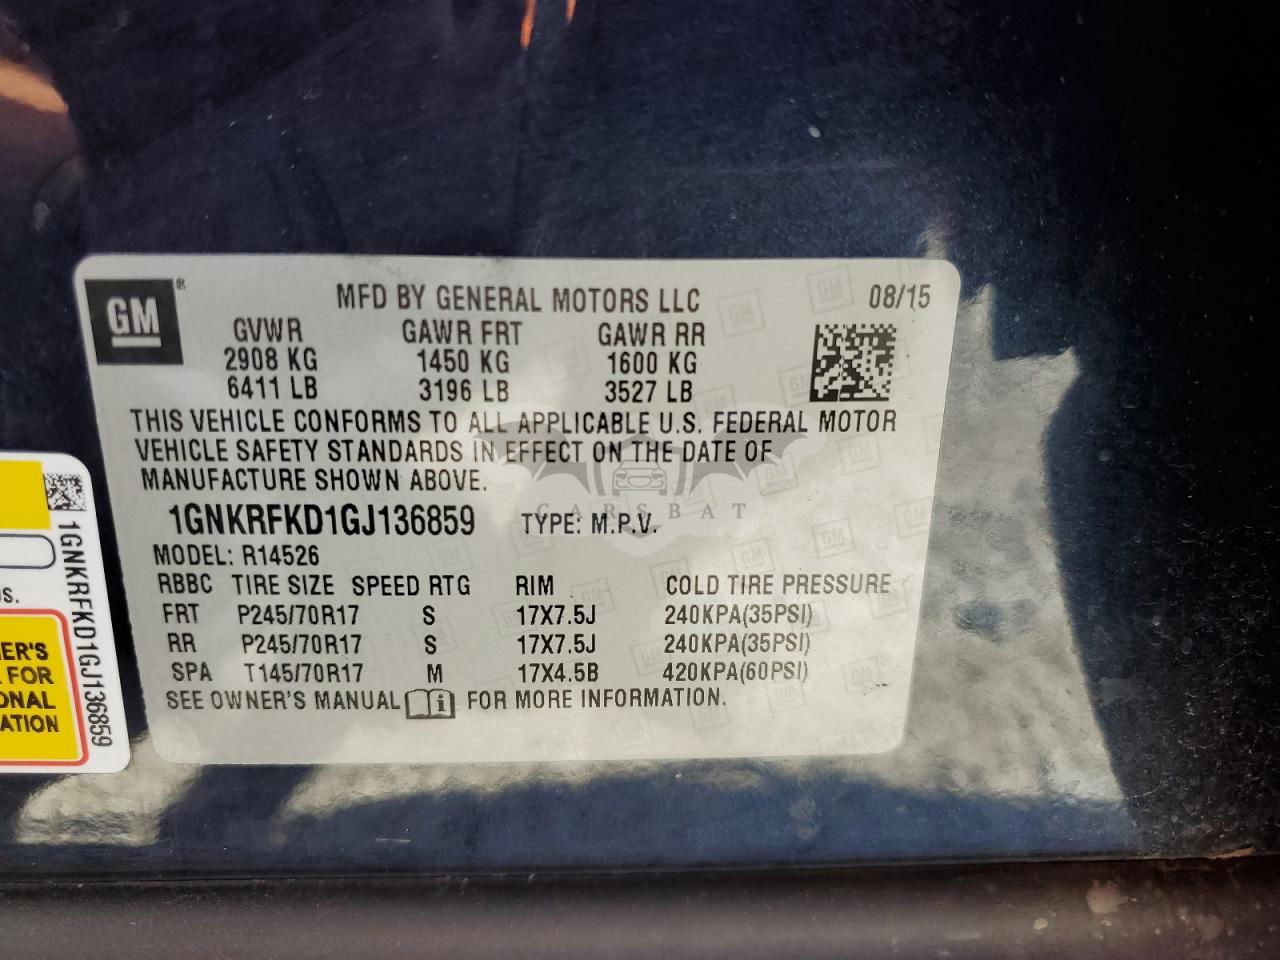 GM®
MFD BY GENERAL MOTORS LLC 08/15
GVWR GAWR FRT GAWR RR
2908 KG 1450 KG 1600 KG
6411 LB 3196 LB 3527 LB
THIS VEHICLE CONFORMS TO ALL APPLICABLE U.S. FEDERAL MOTOR
VEHICLE SAFETY STANDARDS IN EFFECT ON THE DATE OF
MANUFACTURE SHOWN ABOVE.
1GNKRFKD1GJ136859 TYPE: M.P.V.
MODEL: R14526
RBBC TIRE SIZE SPEED RTG RIM COLD TIRE PRESSURE
FRT P245/70R17 S 17X7.5J 240KPA(35PSI)
RR P245/70R17 S 17X7.5J 240KPA(35PSI)
SPA T145/70R17 M 17X4.5B 420KPA(60PSI)
SEE OWNER'S MANUAL i FOR MORE INFORMATION.
CARSBAT
1GNKRFKD1GJ136859
S.
ER'S
FOR
ONAL
ATION